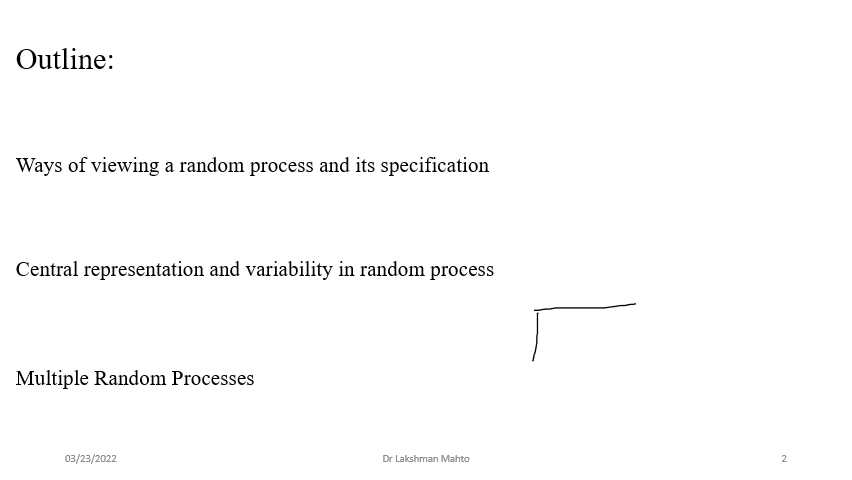 Outline:
Ways of viewing a random process and its specification
Central representation and variability in random process
Multiple Random Processes
03/23/2022
Dr Lakshman Mahto
2